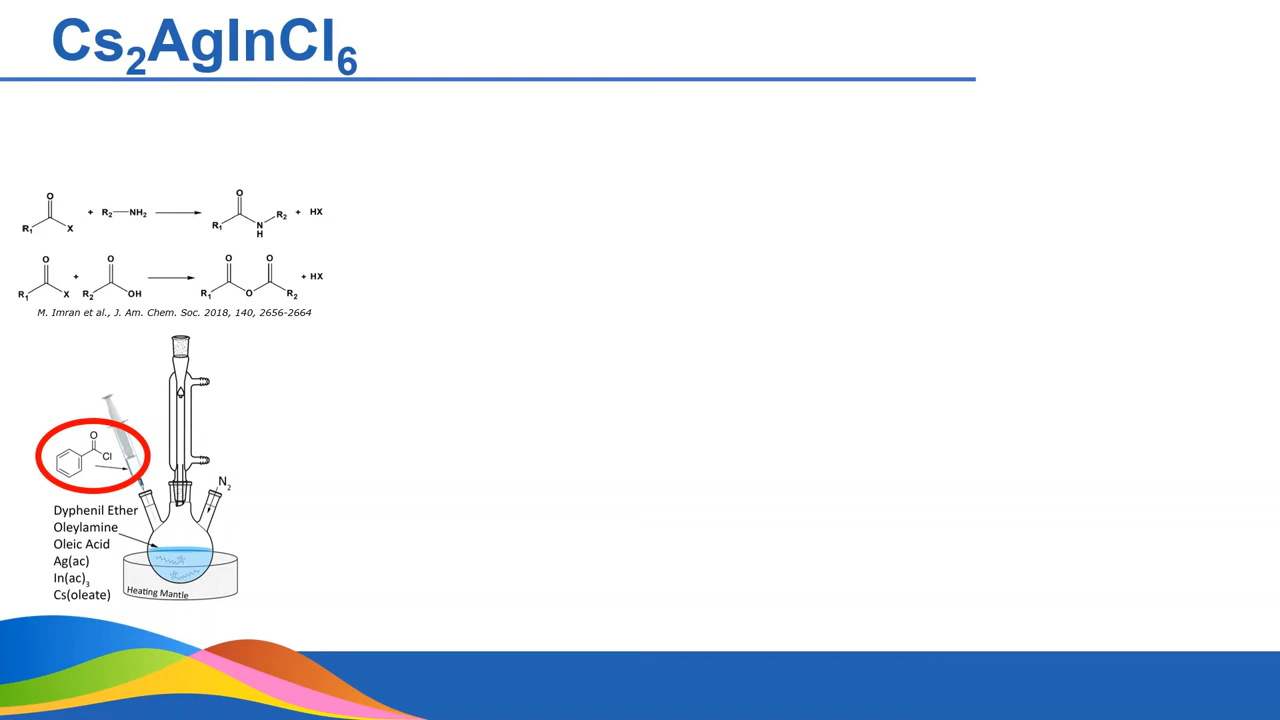 Cs₂AgInCl₆
O
R₁ X + R₂—NH₂ O R₁ N H R₂ + HX
O O O O
R₁ X + R₂ OH R₁ O R₂ + HX
M. Imran et al., J. Am. Chem. Soc. 2018, 140, 2656-2664
O
Cl
N₂
Dyphenil Ether
Oleylamine
Oleic Acid
Ag(ac)
In(ac)₃
Cs(oleate)
Heating Mantle